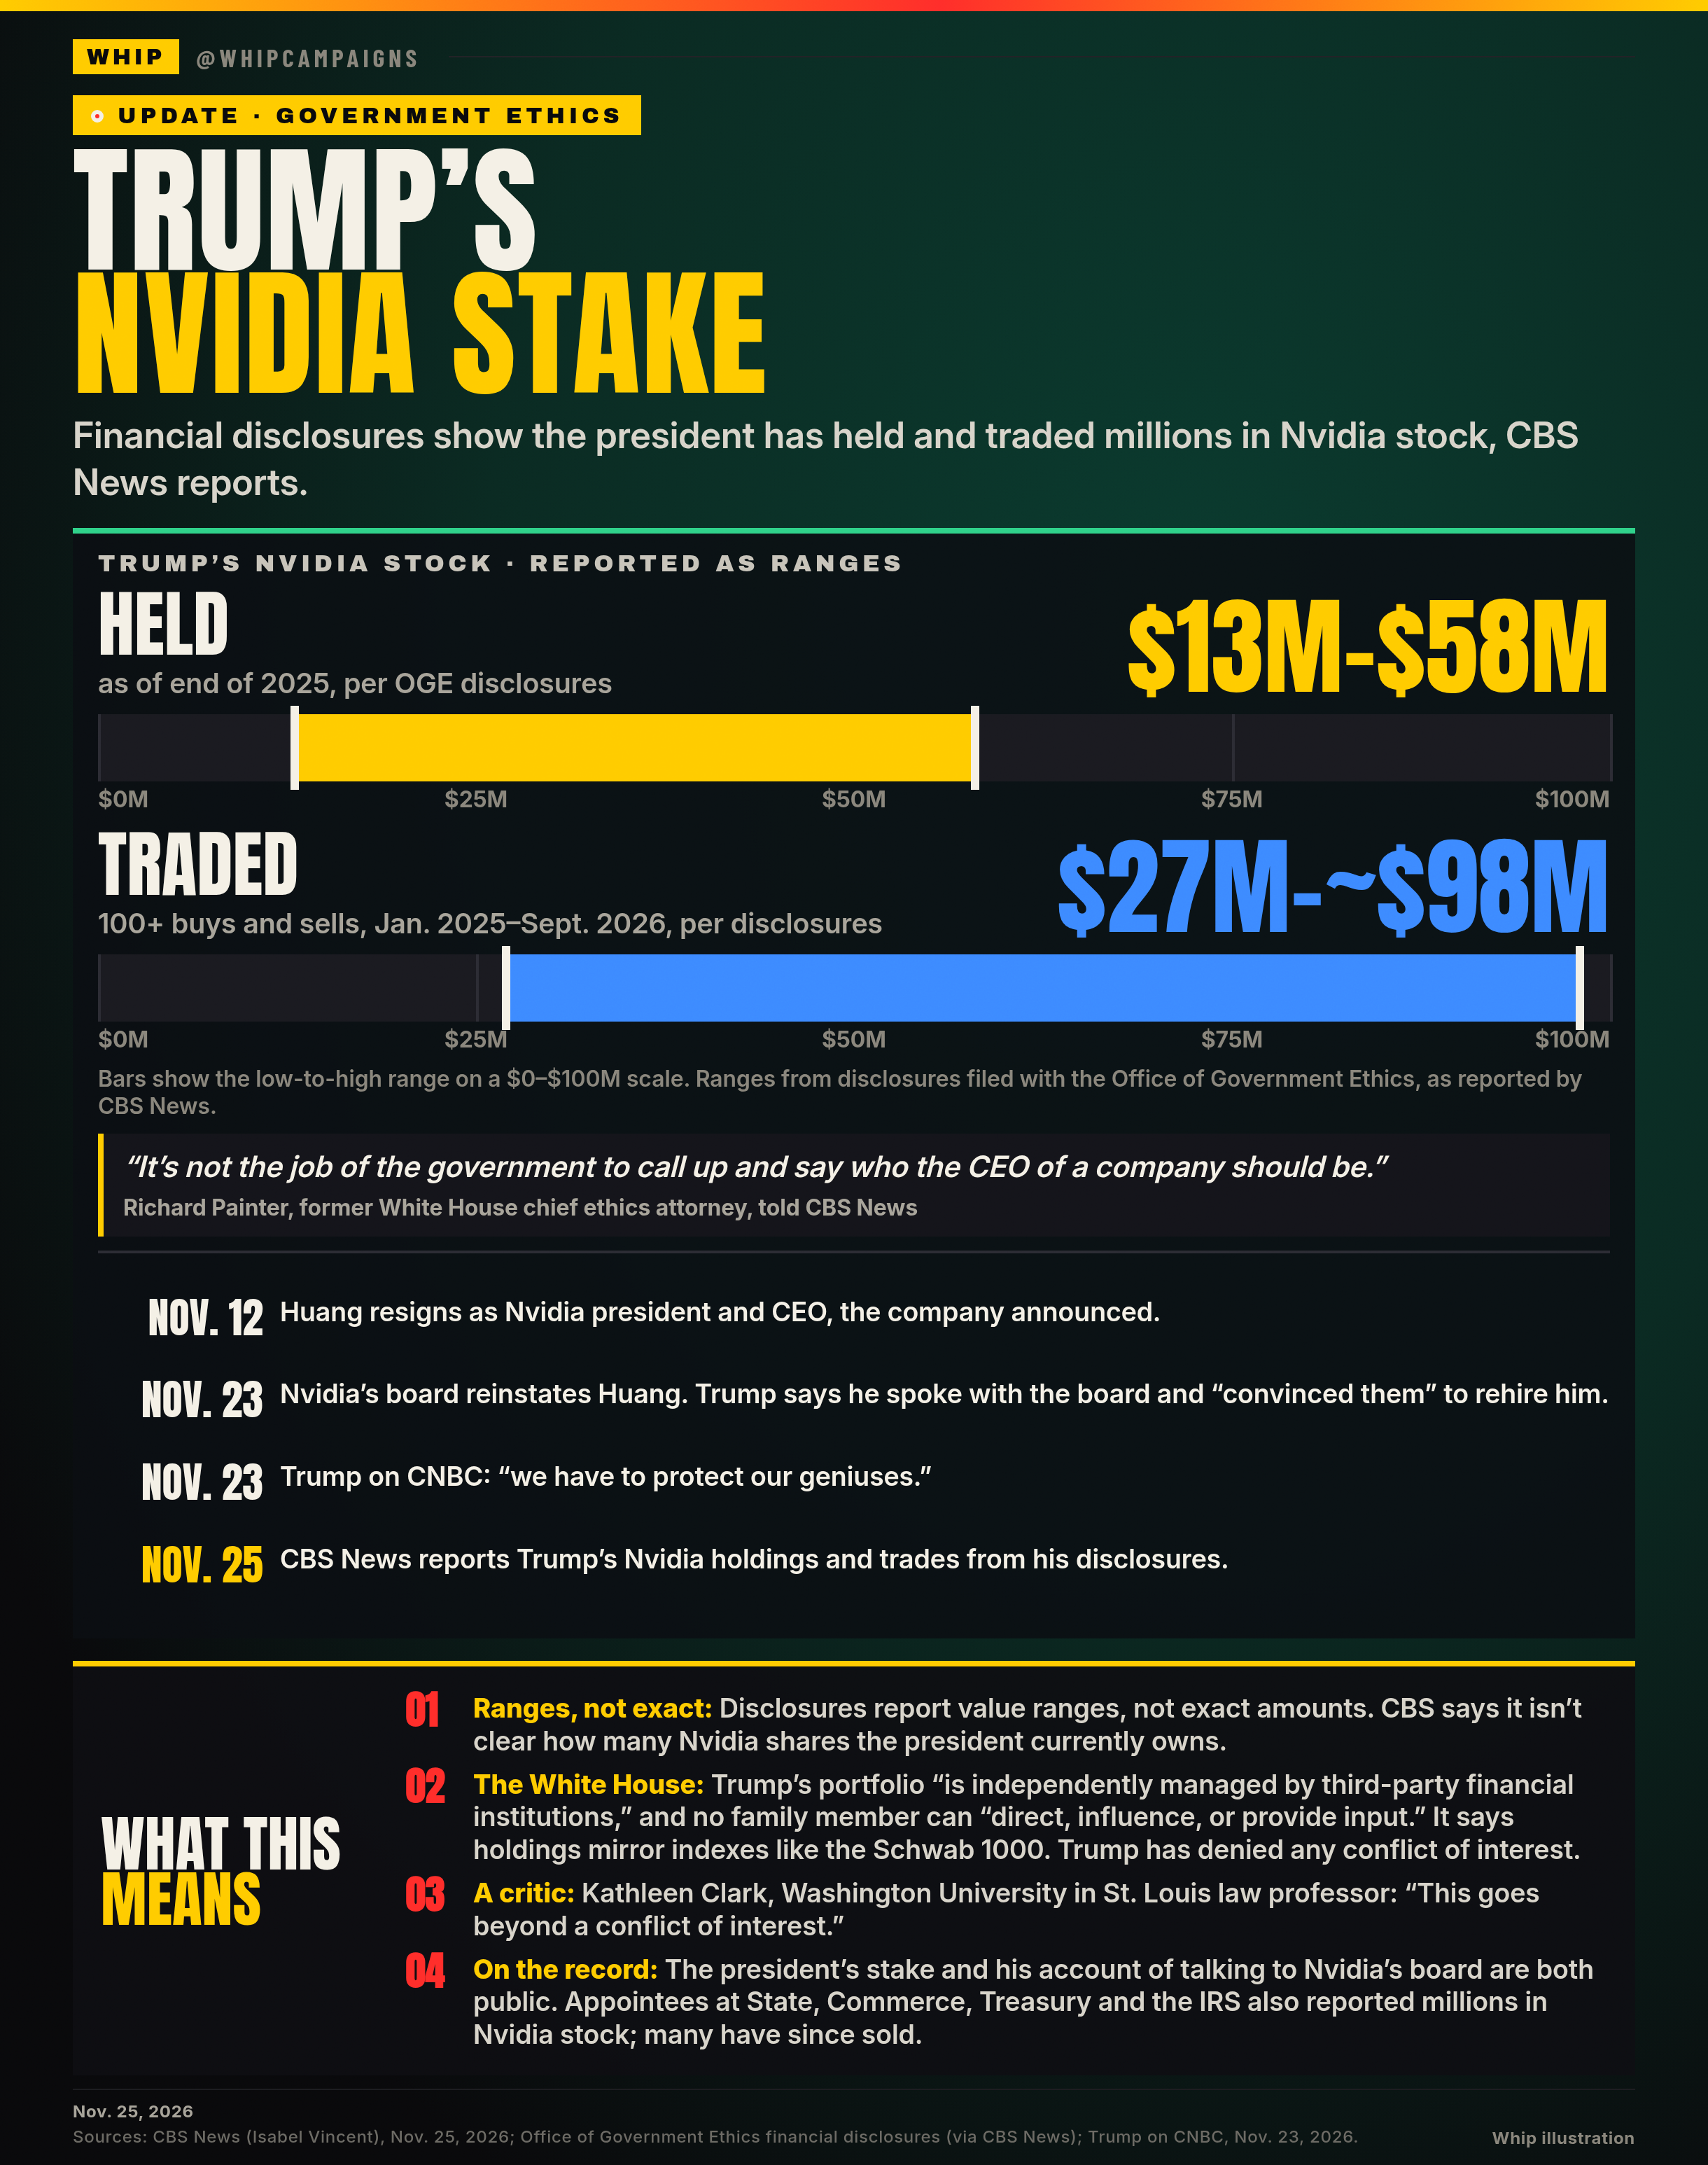 WHIP @WHIPCAMPAIGNS
UPDATE · GOVERNMENT ETHICS
TRUMP’S
NVIDIA STAKE
Financial disclosures show the president has held and traded millions in Nvidia stock, CBS
News reports.
TRUMP’S NVIDIA STOCK · REPORTED AS RANGES
HELD
$13M–$58M
as of end of 2025, per OGE disclosures
$0M $25M $50M $75M $100M
TRADED
$27M–~$98M
100+ buys and sells, Jan. 2025–Sept. 2026, per disclosures
$0M $25M $50M $75M $100M
Bars show the low-to-high range on a $0–$100M scale. Ranges from disclosures filed with the Office of Government Ethics, as reported by
CBS News.
“It’s not the job of the government to call up and say who the CEO of a company should be.”
Richard Painter, former White House chief ethics attorney, told CBS News
NOV. 12 Huang resigns as Nvidia president and CEO, the company announced.
NOV. 23 Nvidia’s board reinstates Huang. Trump says he spoke with the board and “convinced them” to rehire him.
NOV. 23 Trump on CNBC: “we have to protect our geniuses.”
NOV. 25 CBS News reports Trump’s Nvidia holdings and trades from his disclosures.
WHAT THIS
MEANS
01 Ranges, not exact: Disclosures report value ranges, not exact amounts. CBS says it isn’t
clear how many Nvidia shares the president currently owns.
02 The White House: Trump’s portfolio “is independently managed by third-party financial
institutions,” and no family member can “direct, influence, or provide input.” It says
holdings mirror indexes like the Schwab 1000. Trump has denied any conflict of interest.
03 A critic: Kathleen Clark, Washington University in St. Louis law professor: “This goes
beyond a conflict of interest.”
04 On the record: The president’s stake and his account of talking to Nvidia’s board are both
public. Appointees at State, Commerce, Treasury and the IRS also reported millions in
Nvidia stock; many have since sold.
Nov. 25, 2026
Sources: CBS News (Isabel Vincent), Nov. 25, 2026; Office of Government Ethics financial disclosures (via CBS News); Trump on CNBC, Nov. 23, 2026.
Whip illustration